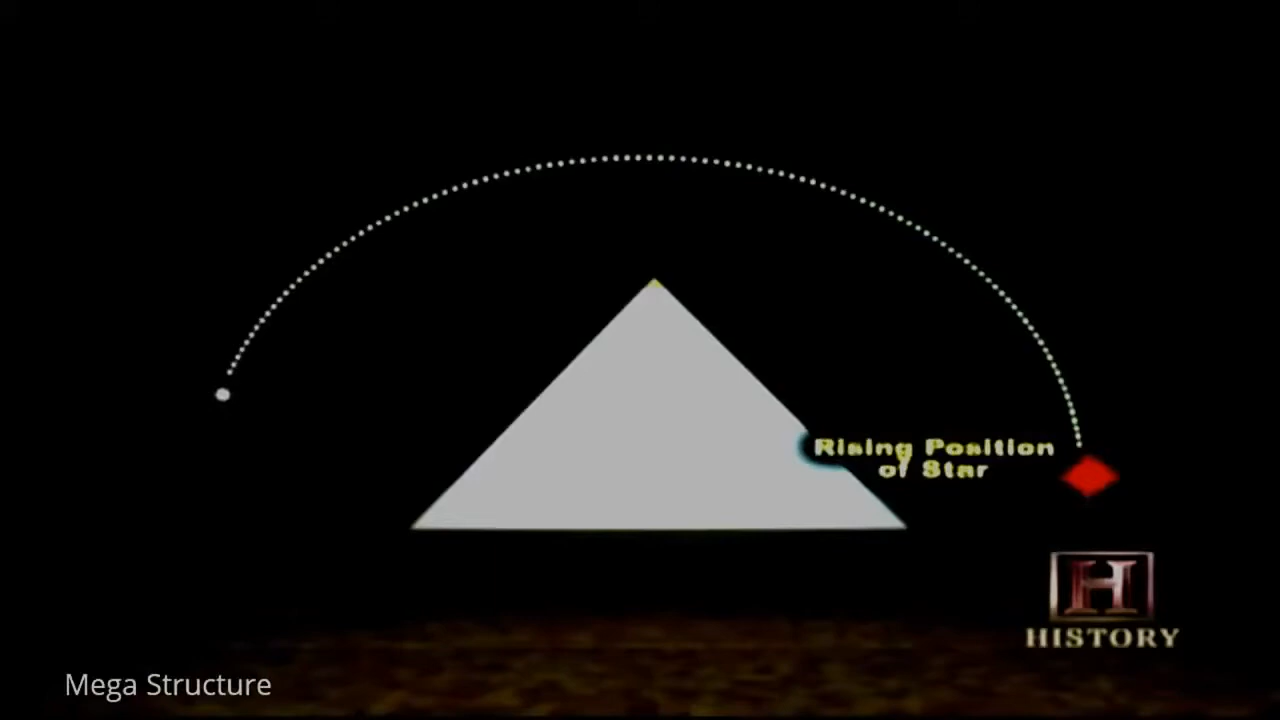 Rising Position
of Star
H
HISTORY
Mega Structure